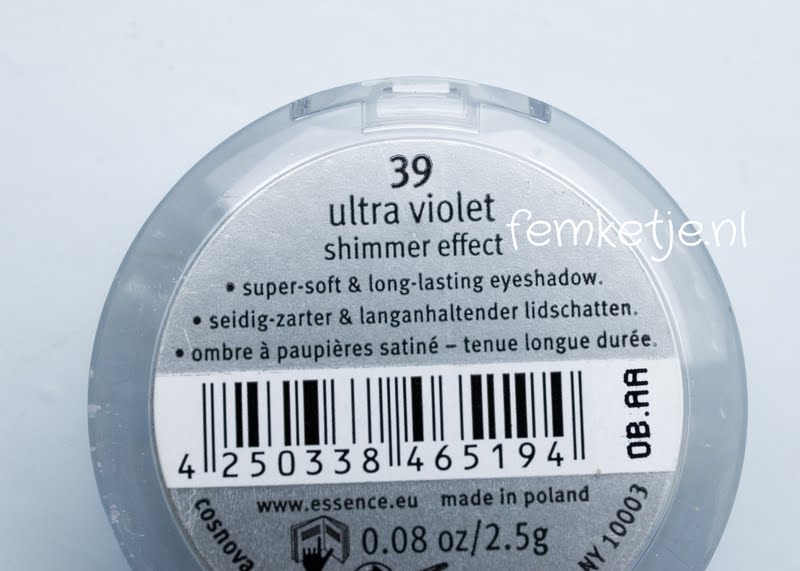 39
ultra violet
shimmer effect
femketje.nl
• super-soft & long-lasting eyeshadow.
• seidig-zarter & langanhaltender lidschatten.
• ombre à paupières satiné – tenue longue durée.
4 250338 465194
OB.AA
www.essence.eu made in poland
cosnova
0.08 oz/2.5g
NY 10003